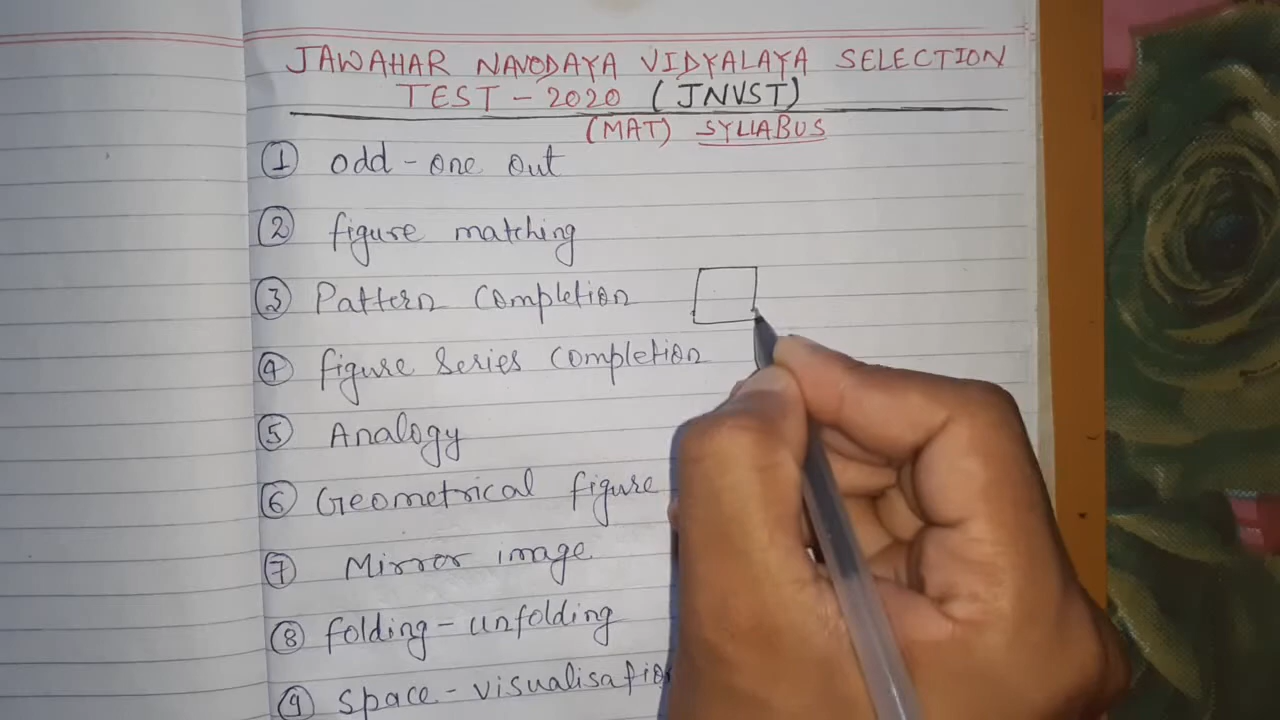 JAWAHAR NAVODAYA VIDYALAYA SELECTION
TEST - 2020 (JNVST)
(MAT) SYLLABUS
① odd - one out
② figure matching
③ Pattern Completion
④ figure Series Completion
⑤ Analogy
⑥ Geometrical figure
⑦ Mirror image
⑧ folding - unfolding
⑨ space - visualisation